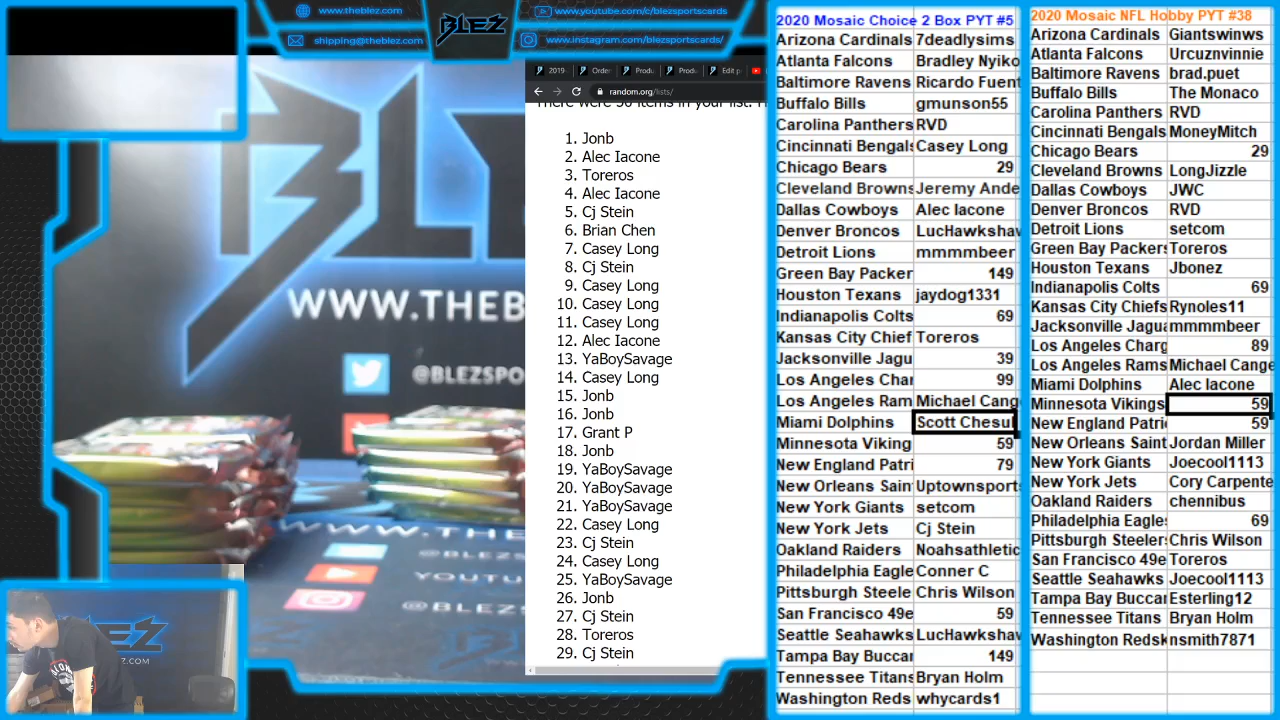 www.theblez.com
shipping@theblez.com
BLEZ
www.youtube.com/c/blezsportscards
www.instagram.com/blezsportscards/
WWW.THEB
@BLEZSPO
2019
Order
Produ
Produ
Edit p
random.org/lists/
1. Jonb
2. Alec Iacone
3. Toreros
4. Alec Iacone
5. Cj Stein
6. Brian Chen
7. Casey Long
8. Cj Stein
9. Casey Long
10. Casey Long
11. Casey Long
12. Alec Iacone
13. YaBoySavage
14. Casey Long
15. Jonb
16. Jonb
17. Grant P
18. Jonb
19. YaBoySavage
20. YaBoySavage
21. YaBoySavage
22. Casey Long
23. Cj Stein
24. Casey Long
25. YaBoySavage
26. Jonb
27. Cj Stein
28. Toreros
29. Cj Stein
2020 Mosaic Choice 2 Box PYT #5
Arizona Cardinals 7deadlysims
Atlanta Falcons Bradley Nyiko
Baltimore Ravens Ricardo Fuent
Buffalo Bills gmunson55
Carolina Panthers RVD
Cincinnati Bengals Casey Long
Chicago Bears 29
Cleveland Browns Jeremy Ande
Dallas Cowboys Alec Iacone
Denver Broncos LucHawkshav
Detroit Lions mmmmbeer
Green Bay Packer 149
Houston Texans jaydog1331
Indianapolis Colts 69
Kansas City Chief Toreros
Jacksonville Jagu 39
Los Angeles Char 99
Los Angeles Ram Michael Cang
Miami Dolphins Scott Chesul
Minnesota Viking 59
New England Patri 79
New Orleans Sain Uptownsport
New York Giants setcom
New York Jets Cj Stein
Oakland Raiders Noahsathletic
Philadelphia Eagle Conner C
Pittsburgh Steele Chris Wilson
San Francisco 49e 59
Seattle Seahawks LucHawkshav
Tampa Bay Buccar 149
Tennessee Titans Bryan Holm
Washington Reds whycards1
2020 Mosaic NFL Hobby PYT #38
Arizona Cardinals Giantswinws
Atlanta Falcons Urcuznvinnie
Baltimore Ravens brad.puet
Buffalo Bills The Monaco
Carolina Panthers RVD
Cincinnati Bengals MoneyMitch
Chicago Bears 29
Cleveland Browns LongJizzle
Dallas Cowboys JWC
Denver Broncos RVD
Detroit Lions setcom
Green Bay Packers Toreros
Houston Texans Jbonez
Indianapolis Colts 69
Kansas City Chiefs Rynoles11
Jacksonville Jagua mmmmbeer
Los Angeles Charg 89
Los Angeles Rams Michael Cange
Miami Dolphins Alec Iacone
Minnesota Vikings 59
New England Patri 59
New Orleans Saint Jordan Miller
New York Giants Joecool1113
New York Jets Cory Carpente
Oakland Raiders chennibus
Philadelphia Eagles 69
Pittsburgh Steelers Chris Wilson
San Francisco 49e Toreros
Seattle Seahawks Joecool1113
Tampa Bay Buccar Esterling12
Tennessee Titans Bryan Holm
Washington Redsk nsmith7871